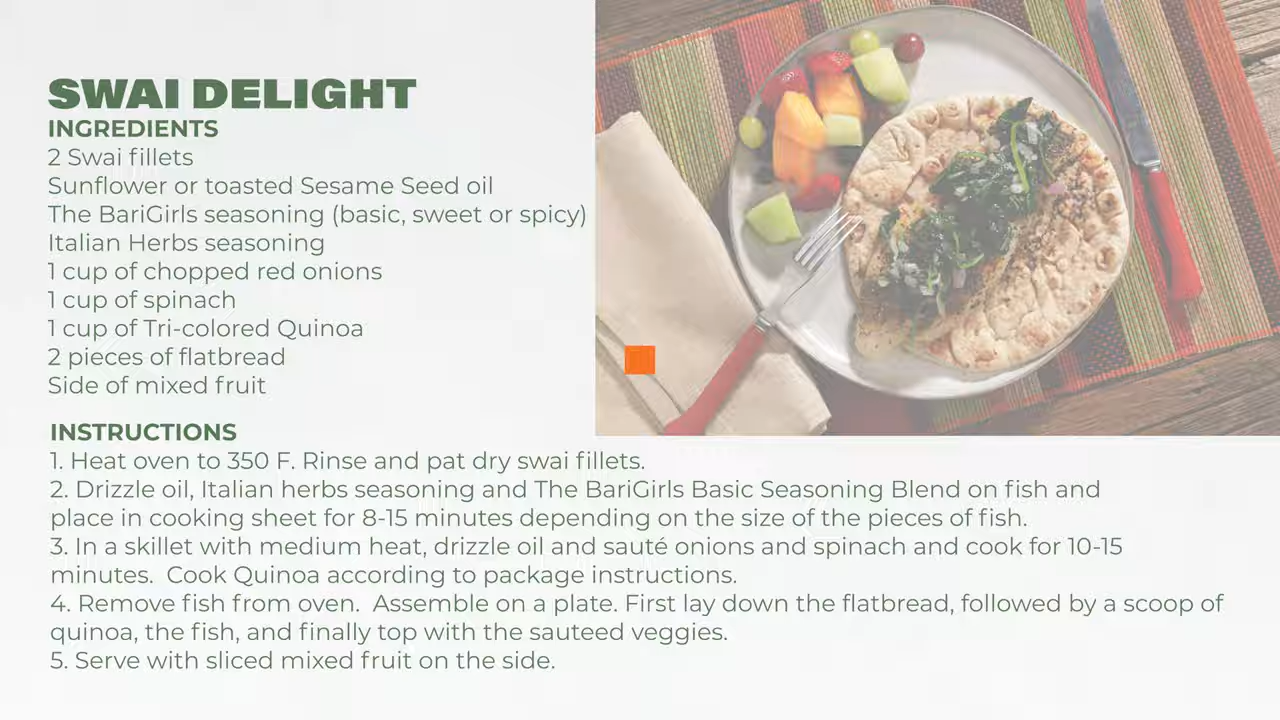 SWAI DELIGHT
INGREDIENTS
2 Swai fillets
Sunflower or toasted Sesame Seed oil
The BariGirls seasoning (basic, sweet or spicy)
Italian Herbs seasoning
1 cup of chopped red onions
1 cup of spinach
1 cup of Tri-colored Quinoa
2 pieces of flatbread
Side of mixed fruit
INSTRUCTIONS
1. Heat oven to 350 F. Rinse and pat dry swai fillets.
2. Drizzle oil, Italian herbs seasoning and The BariGirls Basic Seasoning Blend on fish and
place in cooking sheet for 8-15 minutes depending on the size of the pieces of fish.
3. In a skillet with medium heat, drizzle oil and sauté onions and spinach and cook for 10-15
minutes.  Cook Quinoa according to package instructions.
4. Remove fish from oven.  Assemble on a plate. First lay down the flatbread, followed by a scoop of
quinoa, the fish, and finally top with the sauteed veggies.
5. Serve with sliced mixed fruit on the side.